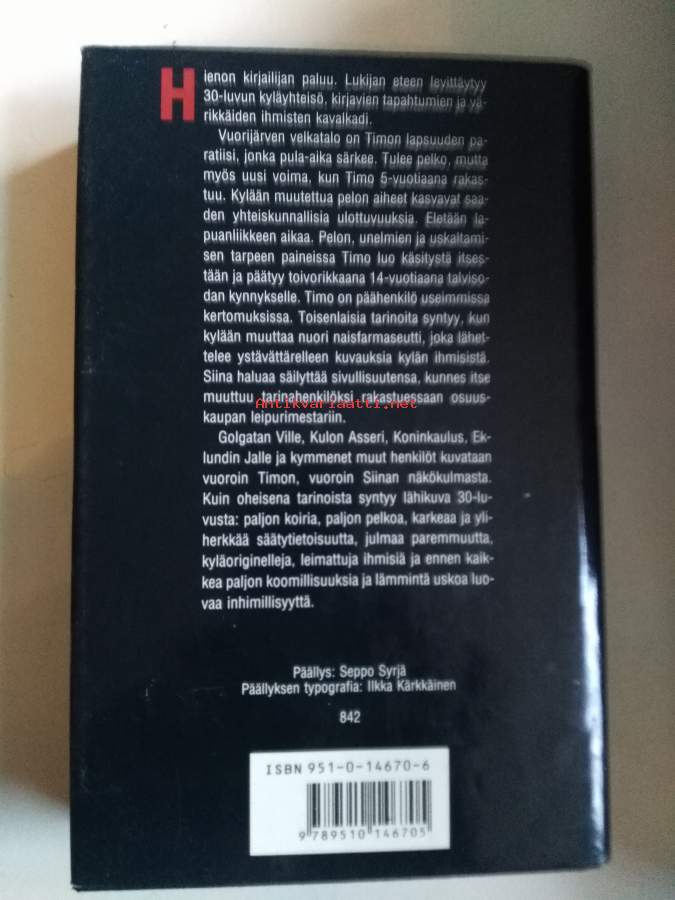 Hienon kirjailijan paluu. Lukijan eteen levittäytyy
30-luvun kyläyhteisö, kirjavien tapahtumien ja vä-
rikkäiden ihmisten kavalkadi.
Vuorijärven velkatalo on Timon lapsuuden pa-
ratiisi, jonka pula-aika särkee. Tulee pelko, mutta
myös uusi voima, kun Timo 5-vuotiaana rakas-
tuu. Kylään muutettua pelon aiheet kasvavat saa-
den yhteiskunnallisia ulottuvuuksia. Eletään la-
puanliikkeen aikaa. Pelon, unelmien ja uskaltami-
sen tarpeen paineissa Timo luo käsitystä itses-
tään ja päätyy toivorikkaana 14-vuotiaana talviso-
dan kynnykselle. Timo on päähenkilö useimmissa
kertomuksissa. Toisenlaisia tarinoita syntyy, kun
kylään muuttaa nuori naisfarmaseutti, joka lähet-
telee ystävättärelleen kuvauksia kylän ihmisistä.
Siina haluaa säilyttää sivullisuutensa, kunnes itse
muuttuu tarinahenkilöksi rakastuessaan osuus-
kaupan leipurimestariin.
Antikvariaatti.net
Golgatan Ville, Kulon Asseri, Koninkaulus, Ek-
lundin Jalle ja kymmenet muut henkilöt kuvataan
vuoroin Timon, vuoroin Siinan näkökulmasta.
Kuin oheisena tarinoista syntyy lähikuva 30-lu-
vusta: paljon koiria, paljon pelkoa, karkeaa ja yli-
herkkää säätytietoisuutta, julmaa paremmuutta,
kyläoriginelleja, leimattuja ihmisiä ja ennen kaik-
kea paljon koomillisuuksia ja lämmintä uskoa luo-
vaa inhimillisyyttä.
Päällys: Seppo Syrjä
Päällyksen typografia: Ilkka Kärkkäinen
842
ISBN 951-0-14670-6
9 789510 146705